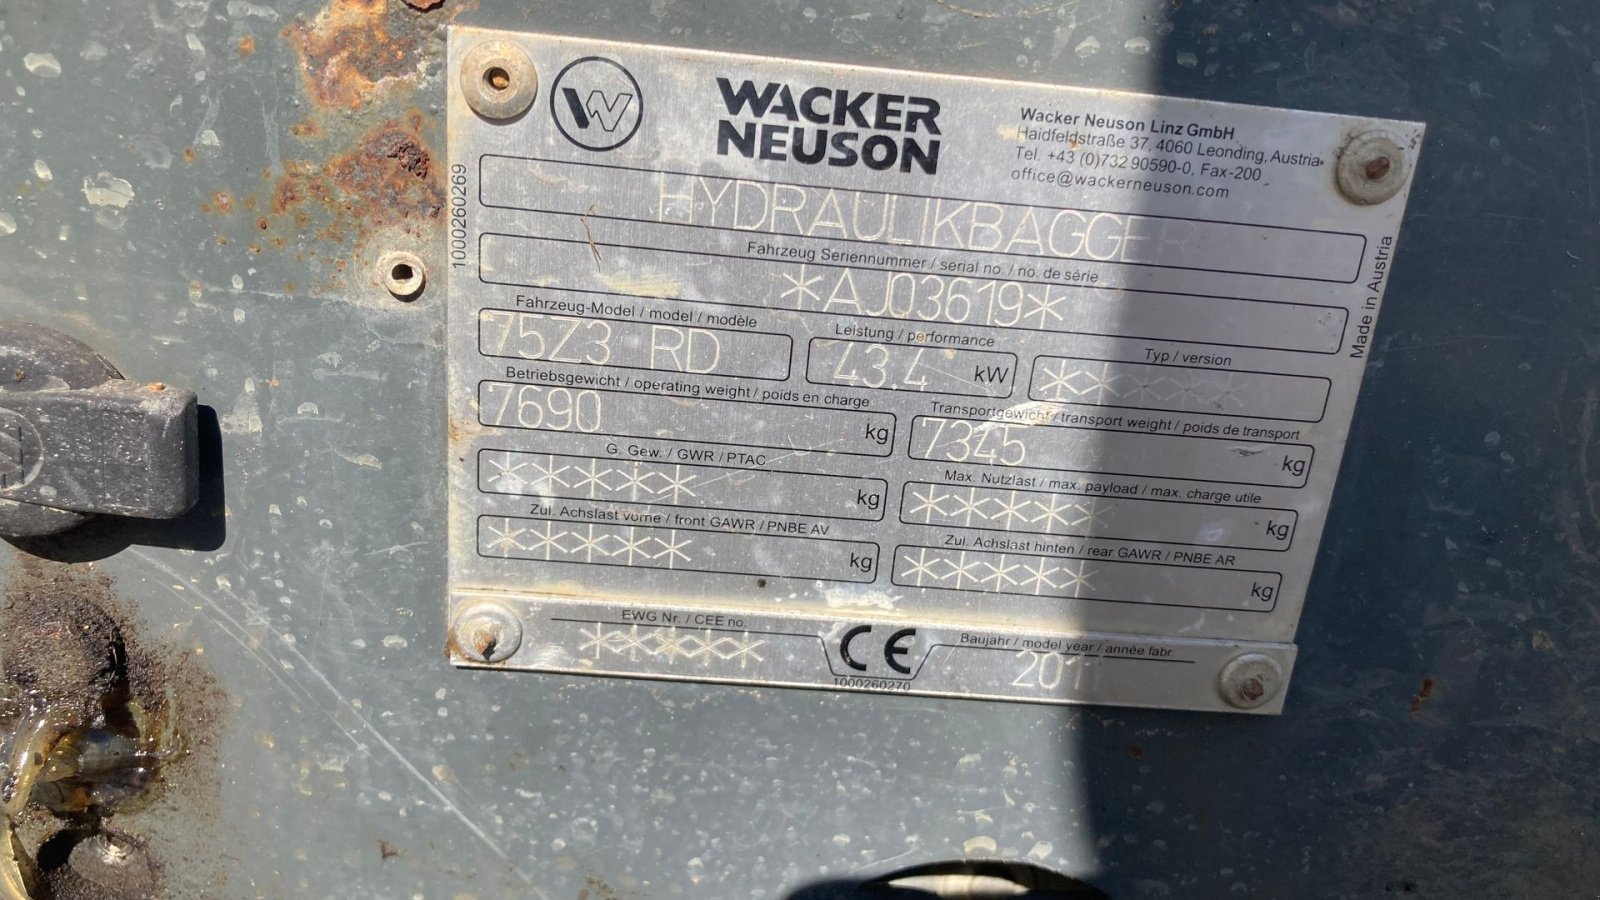 WACKER
NEUSON
Wacker Neuson Linz GmbH
Haidfeldstraße 37, 4060 Leonding, Austria
Tel. +43 (0)732 90590-0, Fax-200
office@wackerneuson.com
1000260269
HYDRAULIKBAGGER
Fahrzeug Seriennummer / serial no. / no. de série
*AJ03619*
Made in Austria
Fahrzeug-Model / model / modèle
75Z3 RD
Leistung / performance
43.4 kW
Typ / version
*****
Betriebsgewicht / operating weight / poids en charge
7690 kg
Transportgewicht / transport weight / poids de transport
7345 kg
G. Gew. / GWR / PTAC
***** kg
Max. Nutzlast / max. payload / max. charge utile
***** kg
Zul. Achslast vorne / front GAWR / PNBE AV
***** kg
Zul. Achslast hinten / rear GAWR / PNBE AR
***** kg
EWG Nr. / CEE no.
*****
CE
1000260270
Baujahr / model year / année fabr.
2011